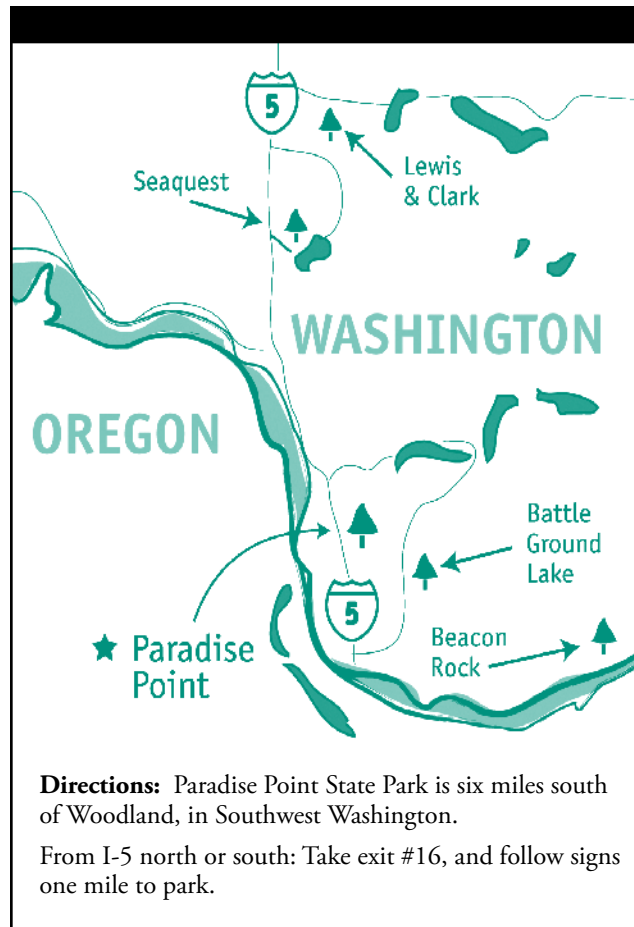 5
Lewis
& Clark
Seaquest
WASHINGTON
OREGON
Battle
Ground
Lake
5
Beacon
Rock
Paradise
Point
Directions: Paradise Point State Park is six miles south
of Woodland, in Southwest Washington.
From I-5 north or south: Take exit #16, and follow signs
one mile to park.